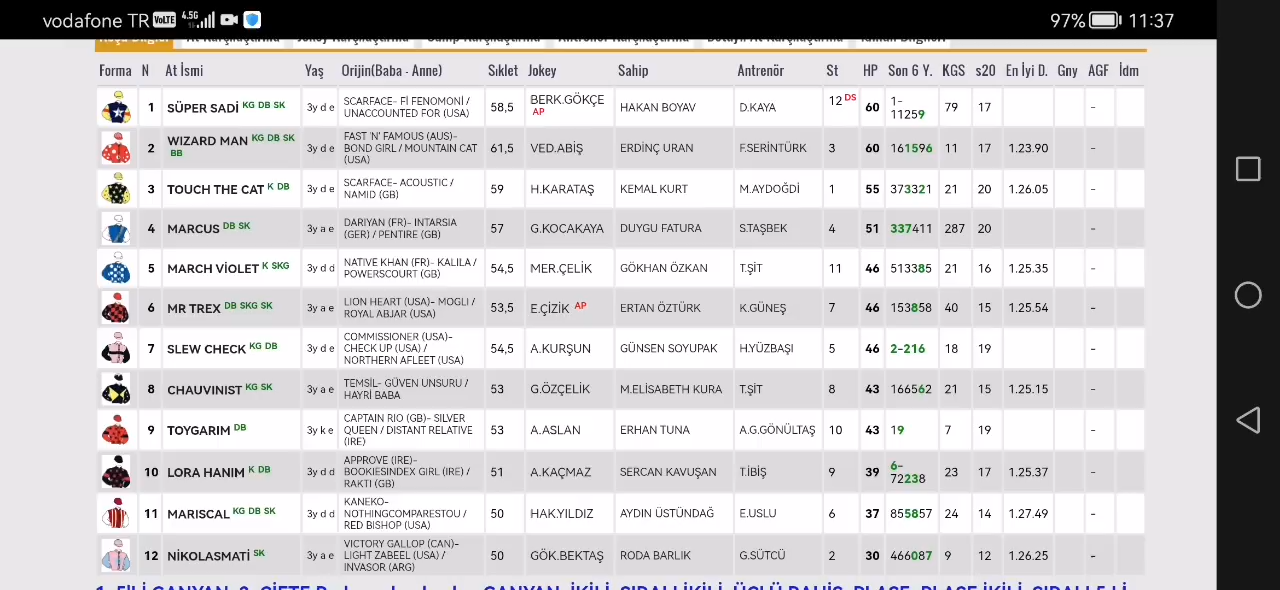 vodafone TR VoLTE 4.5G 97% 11:37
Forma N At İsmi Yaş Orijin(Baba - Anne) Sıklet Jokey Sahip Antrenör St HP Son 6 Y. KGS s20 En İyi D. Gny AGF İdm
1 SÜPER SADİ KG DB SK 3y d e SCARFACE- Fİ FENOMONİ / UNACCOUNTED FOR (USA) 58,5 BERK.GÖKÇE AP HAKAN BOYAV D.KAYA 12 DS 60 1-11259 79 17 -
2 WIZARD MAN KG DB SK BB 3y d e FAST 'N' FAMOUS (AUS)- BOND GIRL / MOUNTAIN CAT (USA) 61,5 VED.ABİŞ ERDİNÇ URAN F.SERİNTÜRK 3 60 161596 11 17 1.23.90 -
3 TOUCH THE CAT K DB 3y d e SCARFACE- ACOUSTIC / NAMID (GB) 59 H.KARATAŞ KEMAL KURT M.AYDOĞDİ 1 55 373321 21 20 1.26.05 -
4 MARCUS DB SK 3y a e DARIYAN (FR)- INTARSIA (GER) / PENTIRE (GB) 57 G.KOCAKAYA DUYGU FATURA S.TAŞBEK 4 51 337411 287 20 -
5 MARCH VİOLET K SKG 3y d d NATIVE KHAN (FR)- KALILA / POWERSCOURT (GB) 54,5 MER.ÇELİK GÖKHAN ÖZKAN T.ŞİT 11 46 513385 21 16 1.25.35 -
6 MR TREX DB SKG SK 3y a e LION HEART (USA)- MOGLI / ROYAL ABJAR (USA) 53,5 E.ÇİZİK AP ERTAN ÖZTÜRK K.GÜNEŞ 7 46 153858 40 15 1.25.54 -
7 SLEW CHECK KG DB 3y d e COMMISSIONER (USA)- CHECK UP (USA) / NORTHERN AFLEET (USA) 54,5 A.KURŞUN GÜNSEN SOYUPAK H.YÜZBAŞI 5 46 2-216 18 19 -
8 CHAUVINIST KG SK 3y a e TEMSİL- GÜVEN UNSURU / HAYRİ BABA 53 G.ÖZÇELİK M.ELİSABETH KURA T.ŞİT 8 43 166562 21 15 1.25.15 -
9 TOYGARIM DB 3y k e CAPTAIN RIO (GB)- SILVER QUEEN / DISTANT RELATIVE (IRE) 53 A.ASLAN ERHAN TUNA A.G.GÖNÜLTAŞ 10 43 19 7 19 -
10 LORA HANIM K DB 3y d d APPROVE (IRE)- BOOKIESINDEX GIRL (IRE) / RAKTI (GB) 51 A.KAÇMAZ SERCAN KAVUŞAN T.İBİŞ 9 39 6-72238 23 17 1.25.37 -
11 MARISCAL KG DB SK 3y d d KANEKO- NOTHINGCOMPARESTOU / RED BISHOP (USA) 50 HAK.YILDIZ AYDIN ÜSTÜNDAĞ E.USLU 6 37 855857 24 14 1.27.49 -
12 NİKOLASMATİ SK 3y a e VICTORY GALLOP (CAN)- LIGHT ZABEEL (USA) / INVASOR (ARG) 50 GÖK.BEKTAŞ RODA BARLIK G.SÜTCÜ 2 30 466087 9 12 1.26.25 -